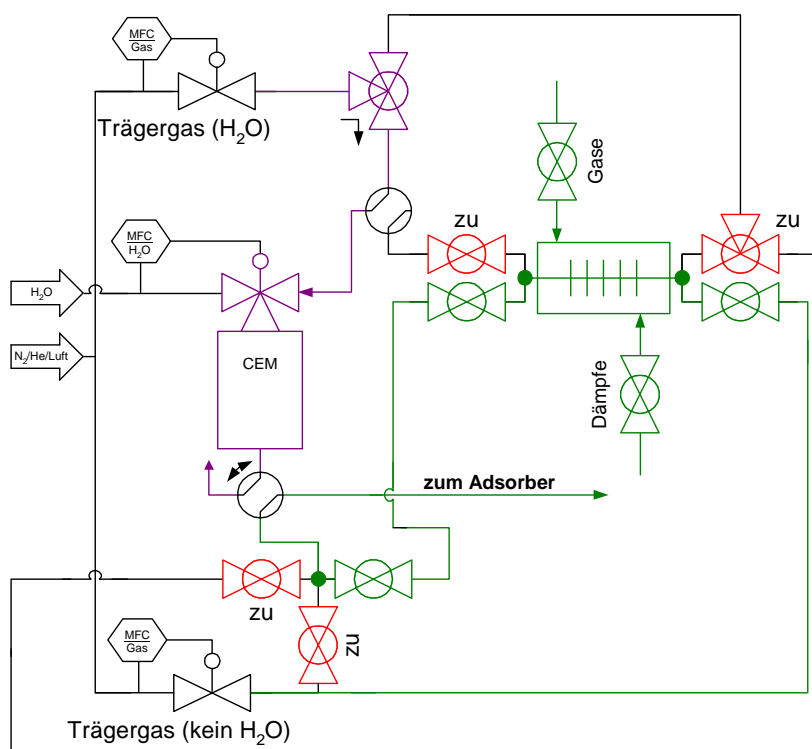 MFC
Gas
Trägergas (H₂O)
Gase
zu
zu
MFC
H₂O
H₂O
N₂/He/Luft
CEM
Dämpfe
zum Adsorber
zu
zu
MFC
Gas
Trägergas (kein H₂O)